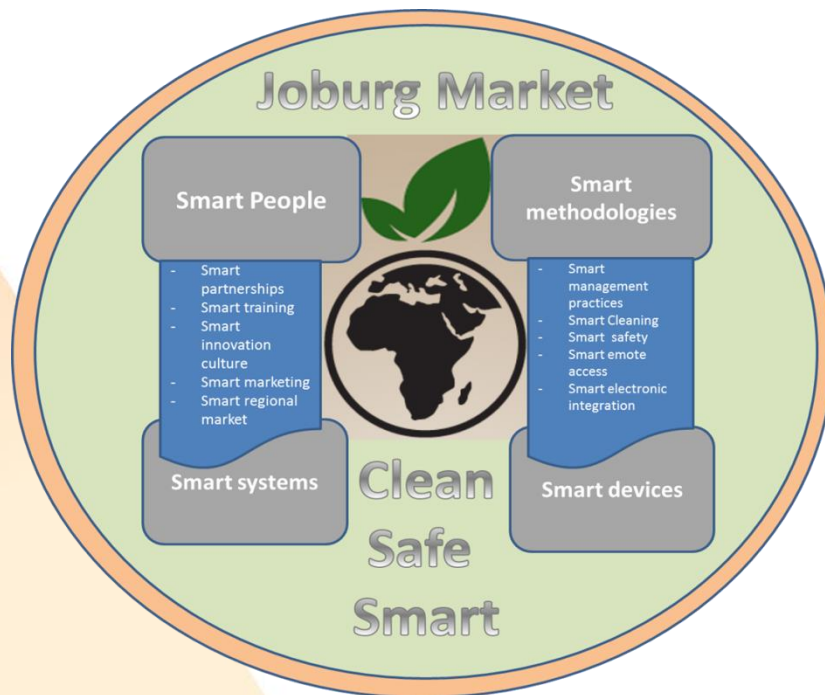 Joburg Market
Smart People
- Smart
partnerships
- Smart training
- Smart
innovation
culture
- Smart marketing
- Smart regional
market
Smart systems
Smart
methodologies
- Smart
management
practices
- Smart Cleaning
- Smart safety
- Smart emote
access
- Smart electronic
integration
Smart devices
Clean
Safe
Smart